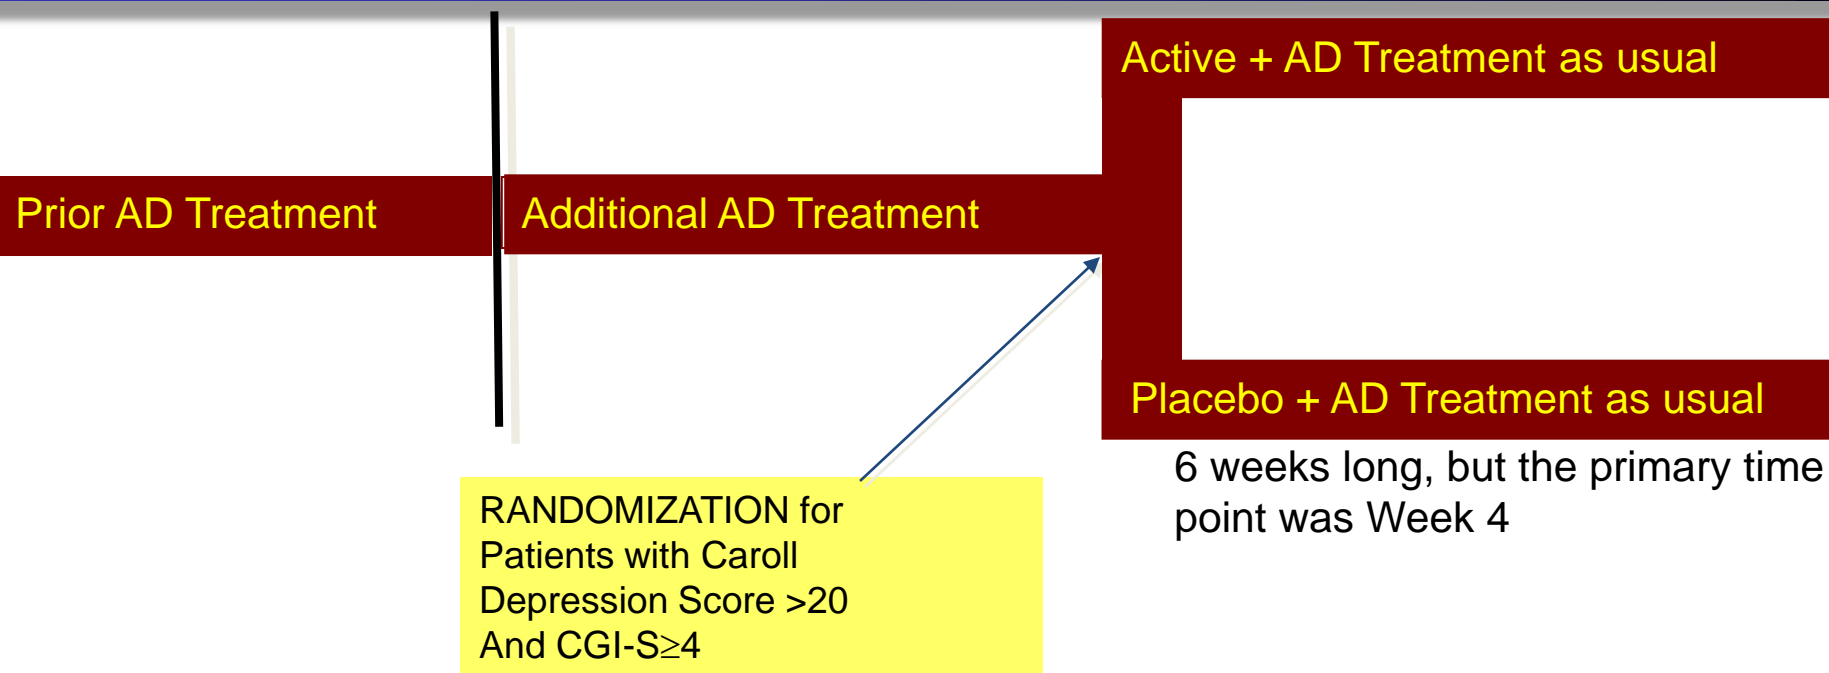 Active + AD Treatment as usual
Prior AD Treatment
Additional AD Treatment
Placebo + AD Treatment as usual
6 weeks long, but the primary time
point was Week 4
RANDOMIZATION for
Patients with Caroll
Depression Score >20
And CGI-S≥4